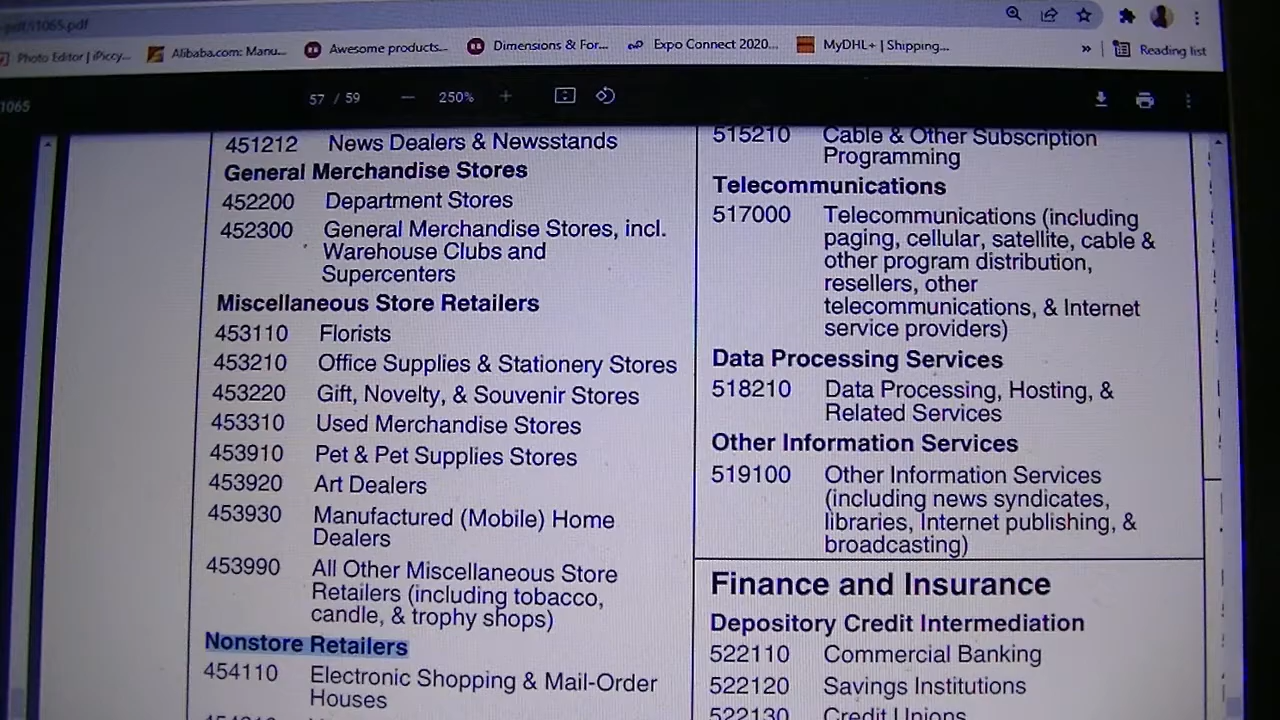 -pdf/i1065.pdf
Photo Editor | iPiccy...
Alibaba.com: Manu...
Awesome products...
Dimensions & For...
Expo Connect 2020...
MyDHL+ | Shipping...
»
Reading list
1065
57 / 59
— 250% +
451212 News Dealers & Newsstands
General Merchandise Stores
452200 Department Stores
452300 General Merchandise Stores, incl.
Warehouse Clubs and
Supercenters
Miscellaneous Store Retailers
453110 Florists
453210 Office Supplies & Stationery Stores
453220 Gift, Novelty, & Souvenir Stores
453310 Used Merchandise Stores
453910 Pet & Pet Supplies Stores
453920 Art Dealers
453930 Manufactured (Mobile) Home
Dealers
453990 All Other Miscellaneous Store
Retailers (including tobacco,
candle, & trophy shops)
Nonstore Retailers
454110 Electronic Shopping & Mail-Order
Houses
515210 Cable & Other Subscription
Programming
Telecommunications
517000 Telecommunications (including
paging, cellular, satellite, cable &
other program distribution,
resellers, other
telecommunications, & Internet
service providers)
Data Processing Services
518210 Data Processing, Hosting, &
Related Services
Other Information Services
519100 Other Information Services
(including news syndicates,
libraries, Internet publishing, &
broadcasting)
Finance and Insurance
Depository Credit Intermediation
522110 Commercial Banking
522120 Savings Institutions
522130 Credit Unions